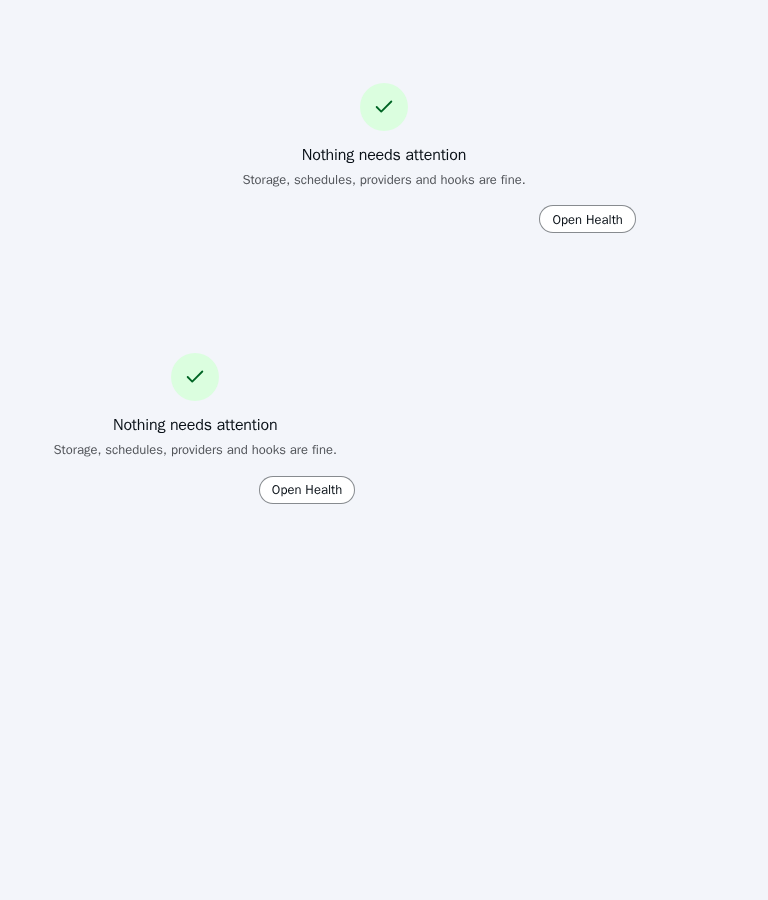 Nothing needs attention
Storage, schedules, providers and hooks are fine.
Open Health
Nothing needs attention
Storage, schedules, providers and hooks are fine.
Open Health